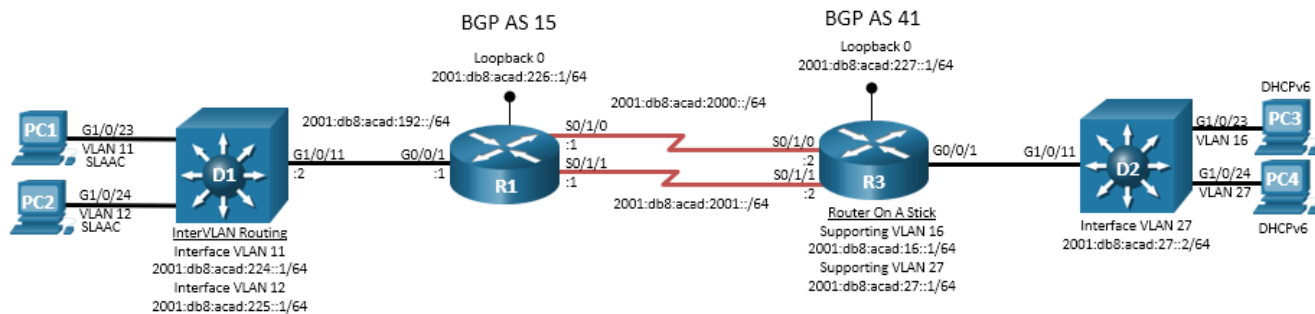 BGP AS 15
BGP AS 41
Loopback 0
2001:db8:acad:226::1/64
Loopback 0
2001:db8:acad:227::1/64
DHCPv6
PC1
G1/0/23
VLAN 11
SLAAC
PC2
G1/0/24
VLAN 12
SLAAC
D1
InterVLAN Routing
Interface VLAN 11
2001:db8:acad:224::1/64
Interface VLAN 12
2001:db8:acad:225::1/64
2001:db8:acad:192::/64
G1/0/11
:2
G0/0/1
:1
R1
S0/1/0
:1
S0/1/1
:1
2001:db8:acad:2000::/64
2001:db8:acad:2001::/64
S0/1/0
:2
S0/1/1
:2
R3
Router On A Stick
Supporting VLAN 16
2001:db8:acad:16::1/64
Supporting VLAN 27
2001:db8:acad:27::1/64
G0/0/1
G1/0/11
D2
Interface VLAN 27
2001:db8:acad:27::2/64
G1/0/23
VLAN 16
PC3
G1/0/24
VLAN 27
PC4
DHCPv6